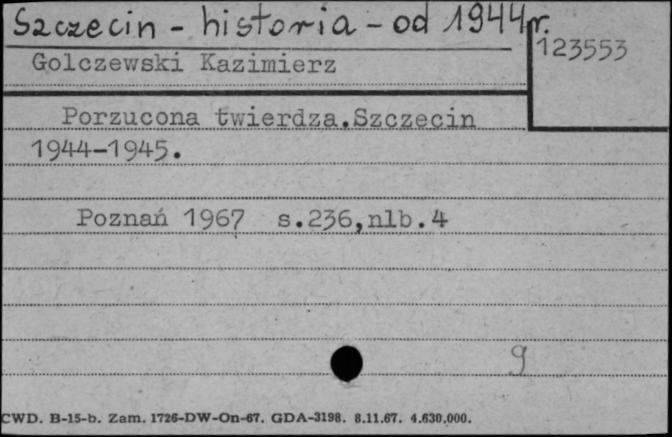 Szczecin - historia - od 1944r.
123553
Golczewski Kazimierz
Porzucona twierdza.Szczecin
1944-1945.
Poznań 1967 s.236,nlb.4
9
CWD. B-15-b. Zam. 1726-DW-On-67. GDA-3198. 8.11.67. 4.630.000.